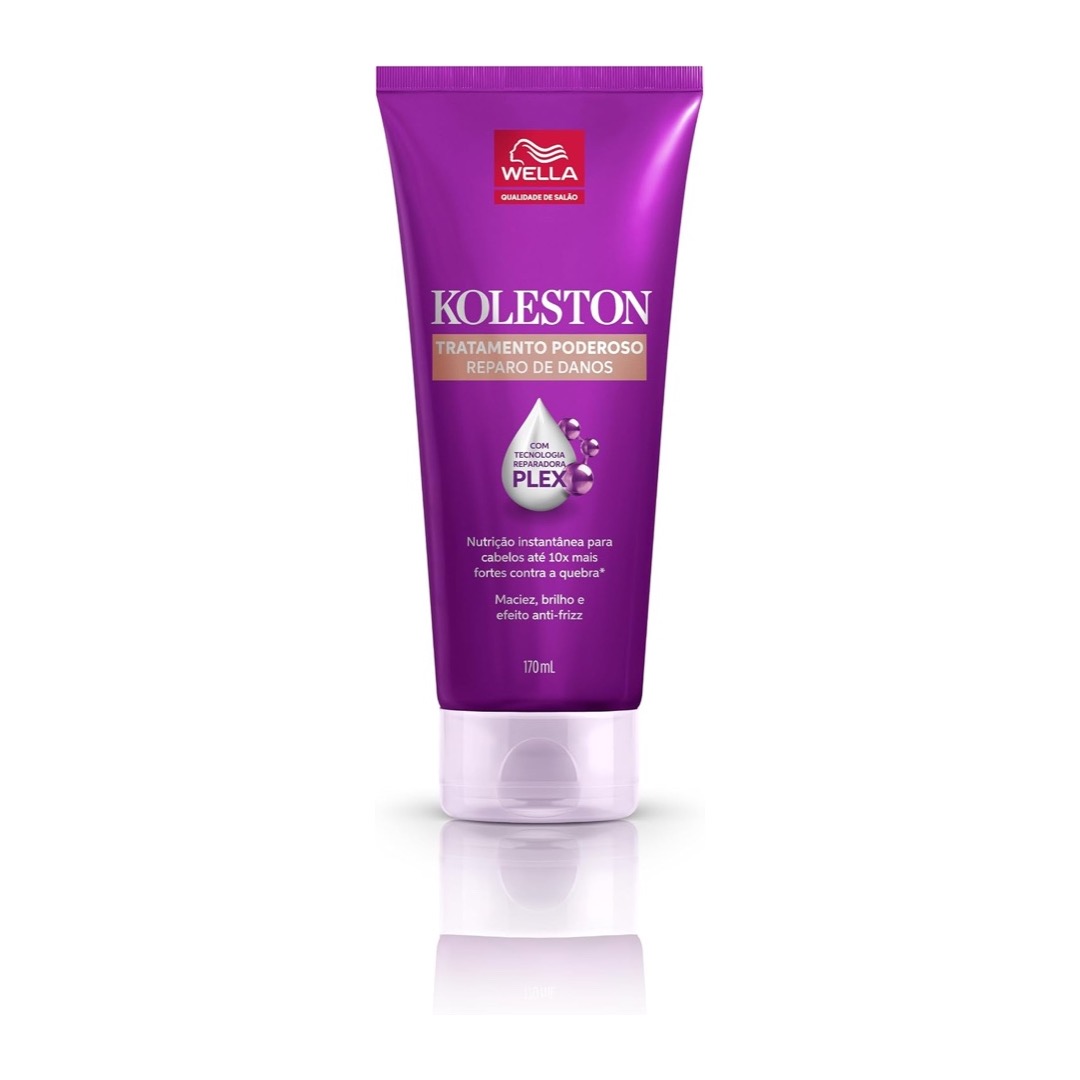 WELLA
QUALIDADE DE SALÃO
KOLESTON
TRATAMENTO PODEROSO
REPARO DE DANOS
COM
TECNOLOGIA
REPARADORA
PLEX
Nutrição instantânea para
cabelos até 10x mais
fortes contra a quebra*
Maciez, brilho e
efeito anti-frizz
170 mL